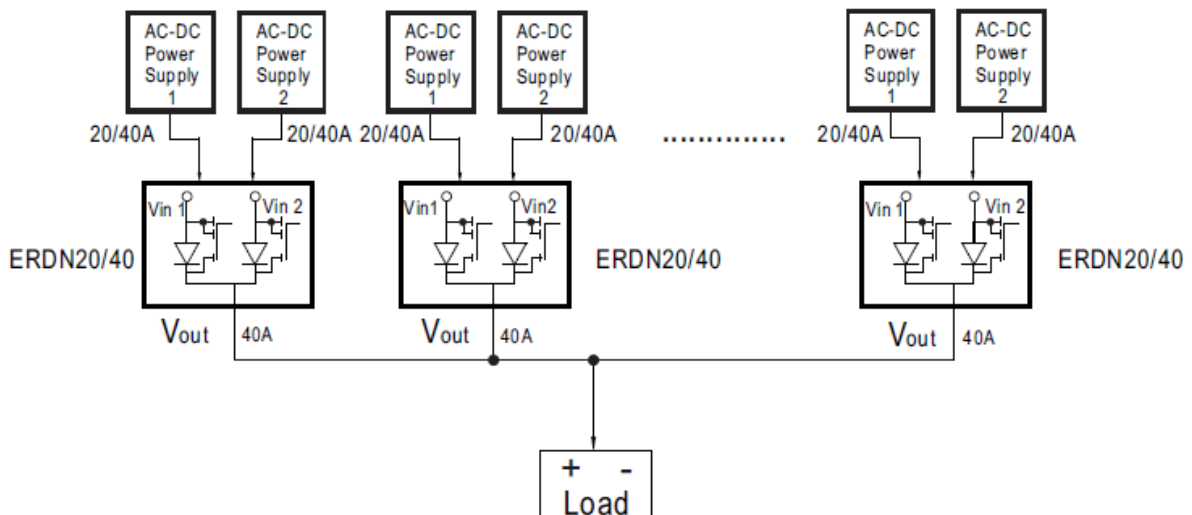 AC-DC
Power
Supply
1
AC-DC
Power
Supply
2
AC-DC
Power
Supply
1
AC-DC
Power
Supply
2
AC-DC
Power
Supply
1
AC-DC
Power
Supply
2
20/40A
20/40A
20/40A
20/40A
..............
20/40A
20/40A
Vin 1
Vin 2
Vin1
Vin2
Vin 1
Vin 2
ERDN20/40
ERDN20/40
ERDN20/40
Vout
40A
Vout
40A
Vout
40A
+ -
Load